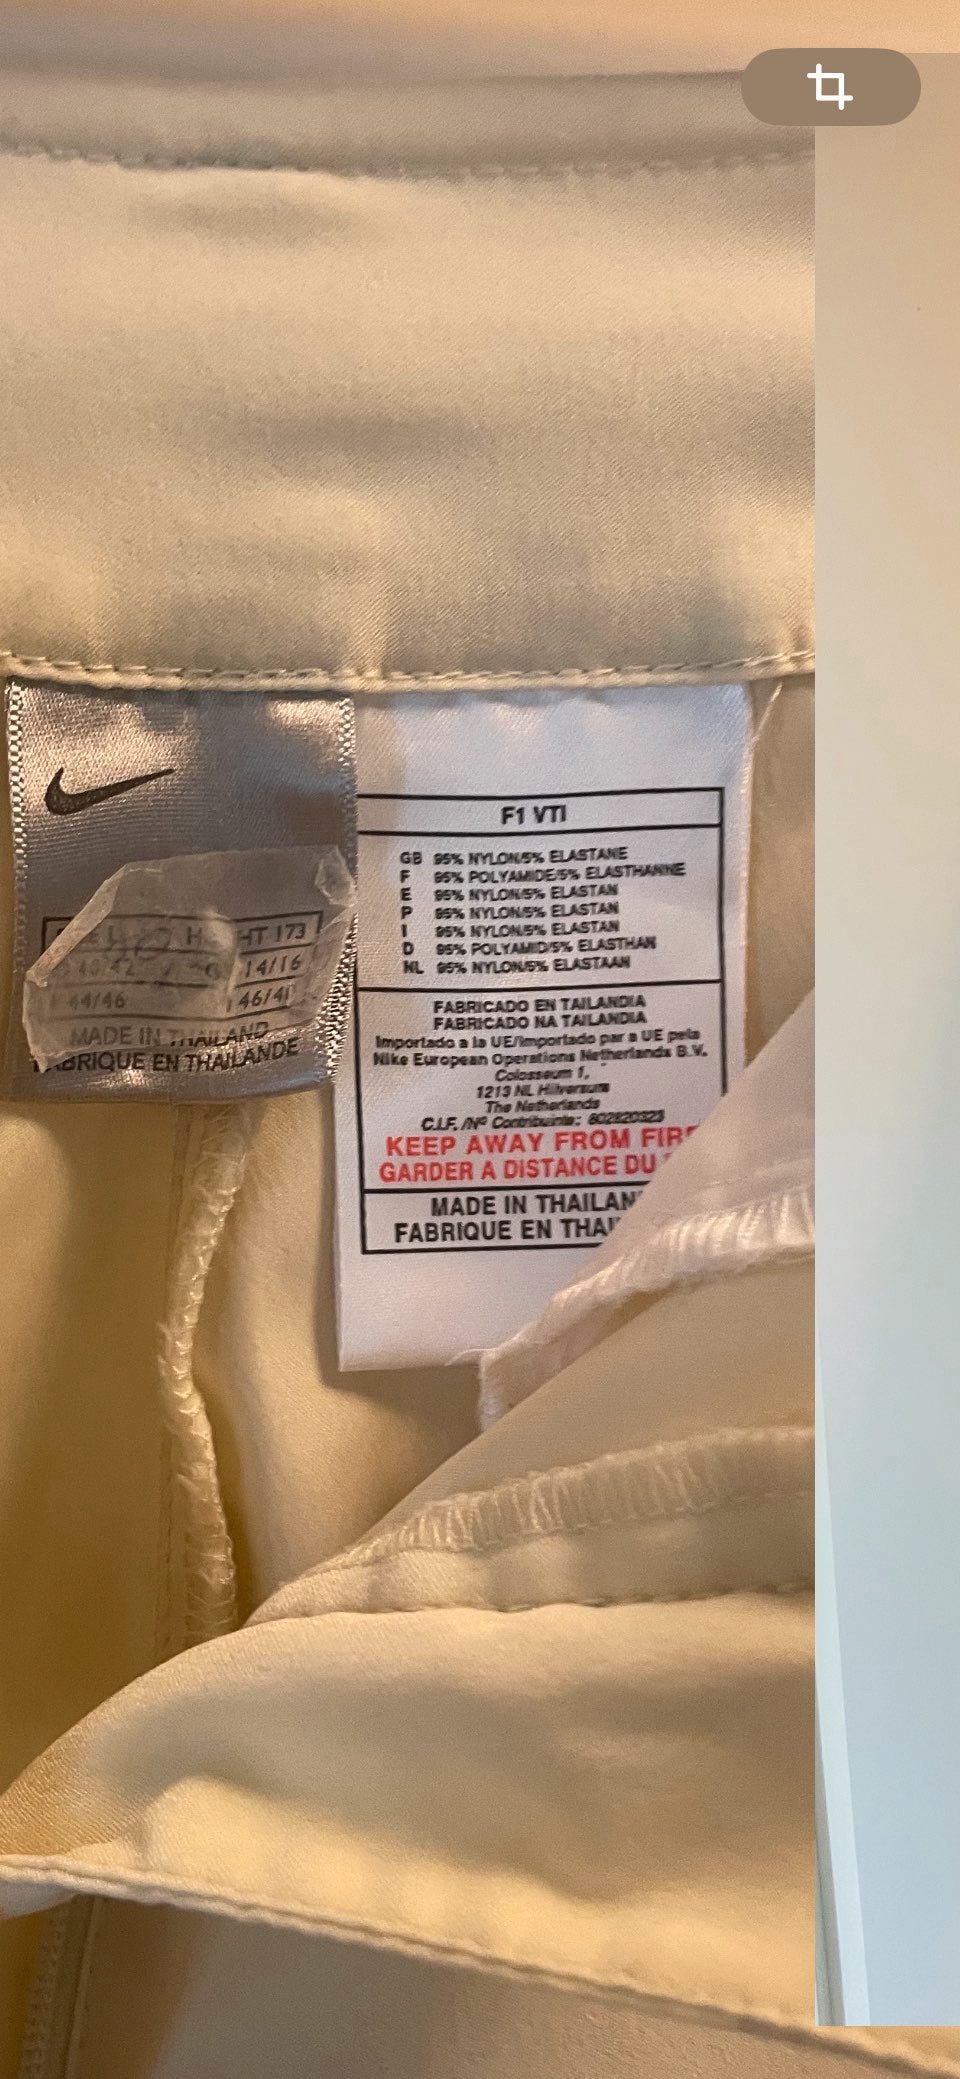 L
HT 173
40/42
14/16
44/46
MADE IN THAILAND
FABRIQUE EN THAILANDE
F1 VTI
GB 95% NYLON/5% ELASTANE
F 95% POLYAMIDE/5% ELASTHANNE
E 95% NYLON/5% ELASTAN
P 95% NYLON/5% ELASTAN
I 95% NYLON/5% ELASTAN
D 95% POLYAMID/5% ELASTHAN
NL 95% NYLON/5% ELASTAAN
FABRICADO EN TAILANDIA
FABRICADO NA TAILANDIA
Importado a la UE/Importado par a UE pela
Nike European Operations Netherlands B.V.
Colosseum 1,
1213 NL Hilversum
The Netherlands
C.I.F. /Nº Contribuinte: 802820323
KEEP AWAY FROM FIRE
GARDER A DISTANCE DU
MADE IN THAILAN
FABRIQUE EN THAI